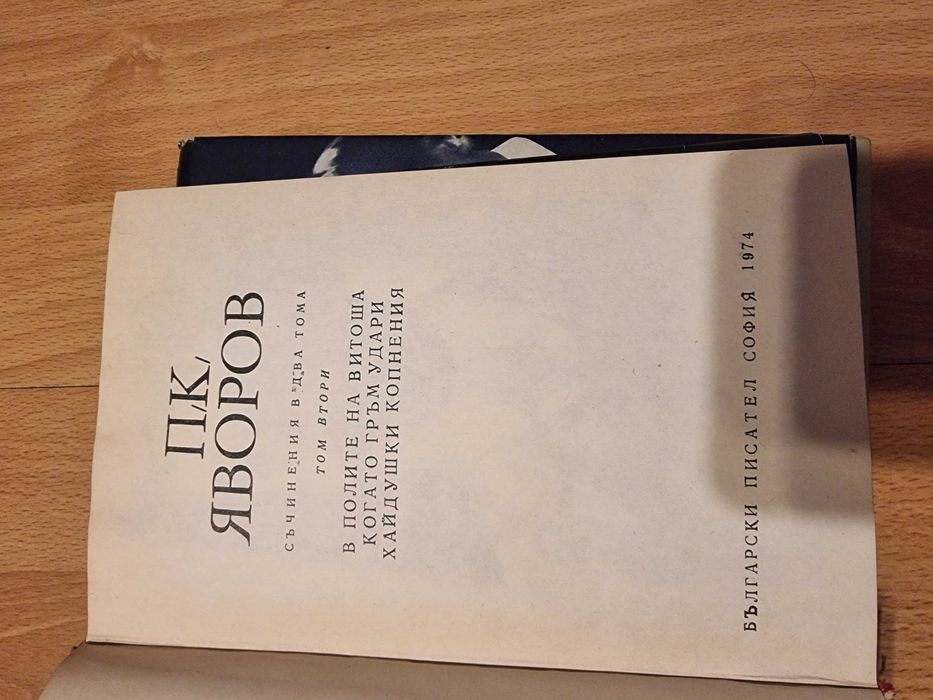 П/К/
ЯВОРОВ
СЪЧИНЕНИЯ В ДВА ТОМА
ТОМ ВТОРИ
В ПОЛИТЕ НА ВИТОША
КОГАТО ГРЪМ УДАРИ
ХАЙДУШКИ КОПНЕНИЯ
БЪЛГАРСКИ ПИСАТЕЛ СОФИЯ 1974